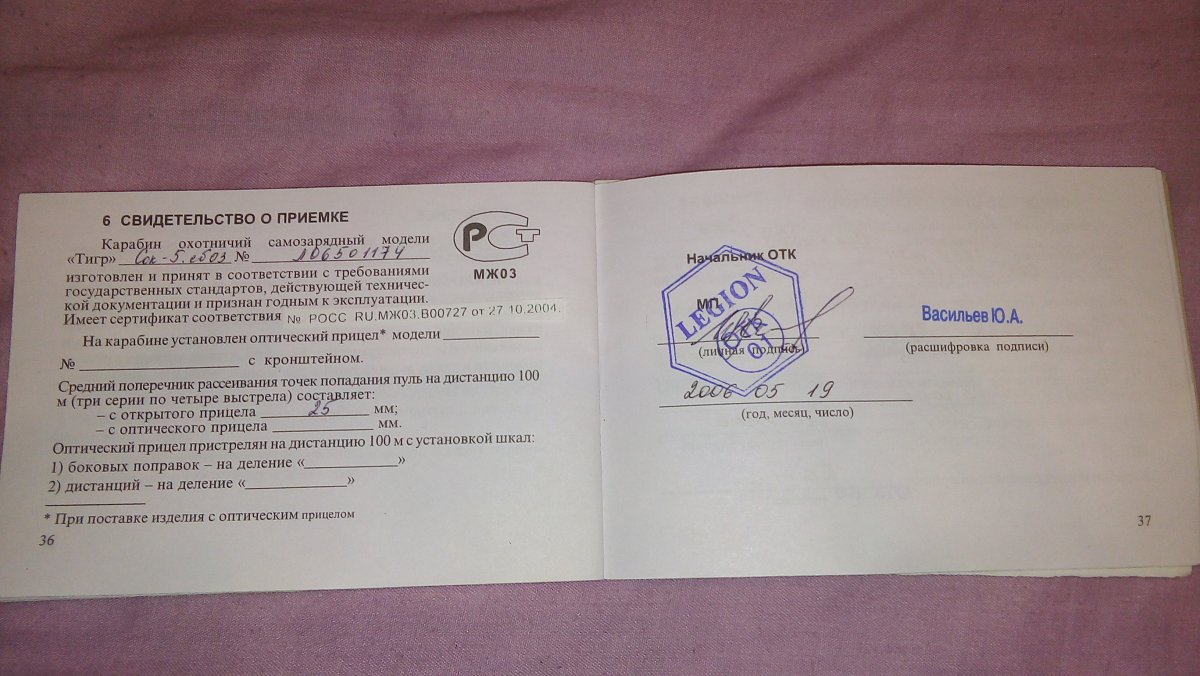 6 СВИДЕТЕЛЬСТВО О ПРИЕМКЕ
РСТ
МЖ03
Карабин охотничий самозарядный модели
«Тигр» Сок-5.сб03 № Л06501174
изготовлен и принят в соответствии с требованиями
государственных стандартов, действующей техничес-
кой документации и признан годным к эксплуатации.
Имеет сертификат соответствия № РОСС RU.МЖ03.В00727 от 27.10.2004.
На карабине установлен оптический прицел* модели
№ с кронштейном.
Средний поперечник рассеивания точек попадания пуль на дистанцию 100
м (три серии по четыре выстрела) составляет:
– с открытого прицела 25 мм;
– с оптического прицела мм.
Оптический прицел пристрелян на дистанцию 100 м с установкой шкал:
1) боковых поправок – на деление « »
2) дистанций – на деление « »
* При поставке изделия с оптическим прицелом
36
Начальник ОТК
МП
LEGION
ОТК
01
Васильев Ю.А.
(личная подпись)
(расшифровка подписи)
2006 05 19
(год, месяц, число)
37